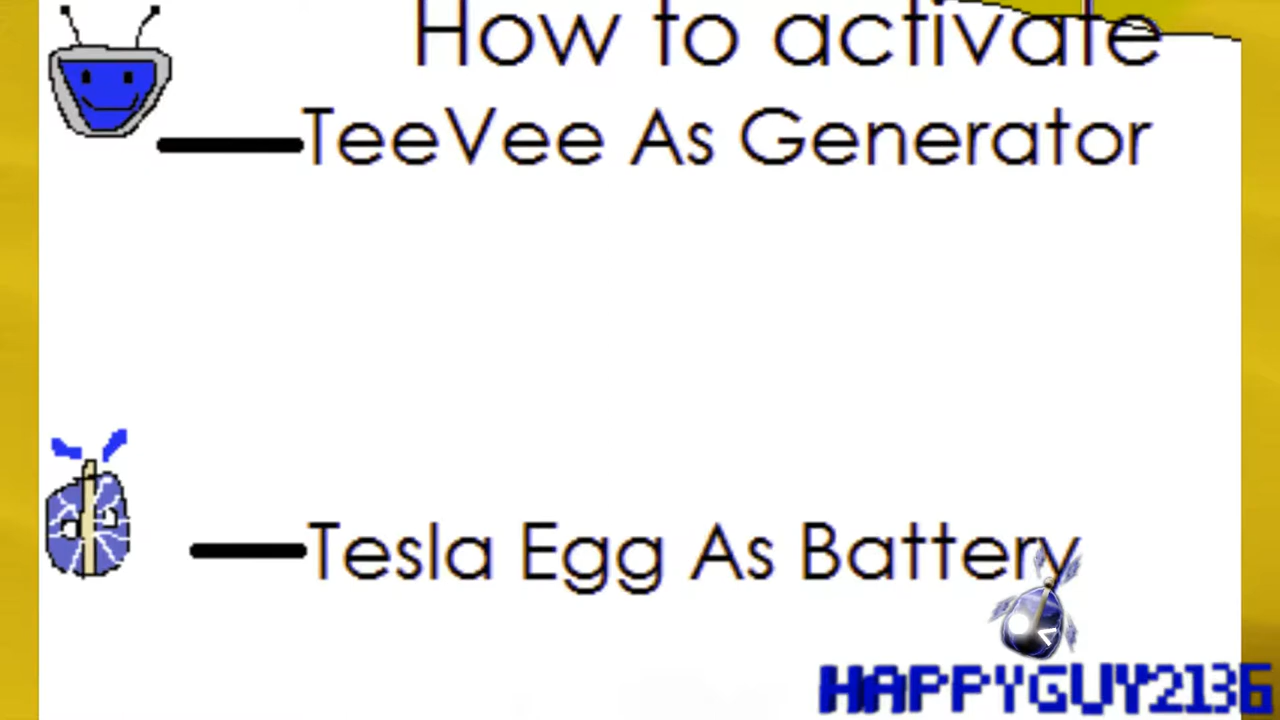 How to activate
TeeVee As Generator
Tesla Egg As Battery
HAPPYGUY2136